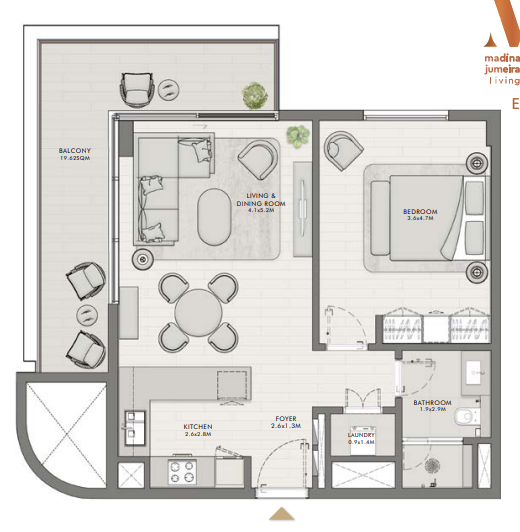 madina
jumeira
living
E
BALCONY
19.62SQM
LIVING &
DINING ROOM
4.1x5.2M
BEDROOM
3.6x4.7M
BATHROOM
1.9x2.9M
KITCHEN
2.6x2.8M
FOYER
2.6x1.3M
LAUNDRY
0.9x1.4M